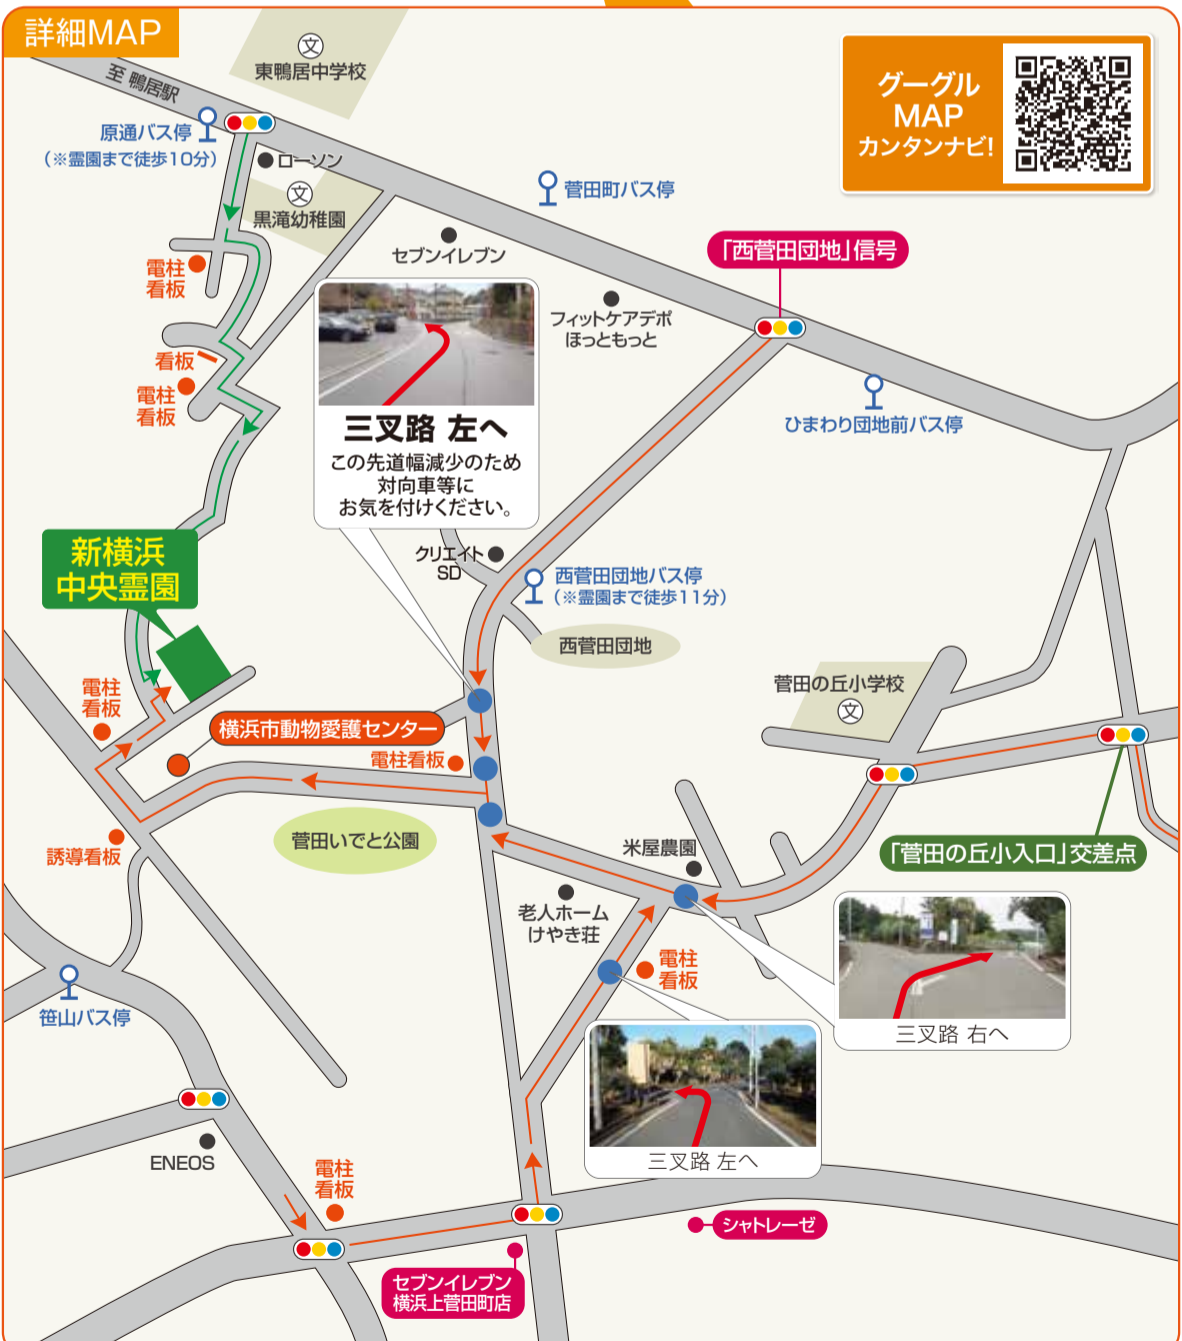 詳細MAP
文
東鴨居中学校
至 鴨居駅
グーグル
MAP
カンタンナビ!
原通バス停
(※霊園まで徒歩10分)
ローソン
文
黒滝幼稚園
菅田町バス停
セブンイレブン
「西菅田団地」信号
電柱
看板
フィットケアデポ
ほっともっと
看板
電柱
看板
ひまわり団地前バス停
三叉路 左へ
この先道幅減少のため
対向車等に
お気を付けください。
新横浜
中央霊園
クリエイト
SD
西菅田団地バス停
(※霊園まで徒歩11分)
西菅田団地
菅田の丘小学校
文
電柱
看板
横浜市動物愛護センター
電柱看板
菅田いでと公園
誘導看板
米屋農園
「菅田の丘小入口」交差点
老人ホーム
けやき荘
電柱
看板
三叉路 右へ
笹山バス停
三叉路 左へ
ENEOS
電柱
看板
シャトレーゼ
セブンイレブン
横浜上菅田町店